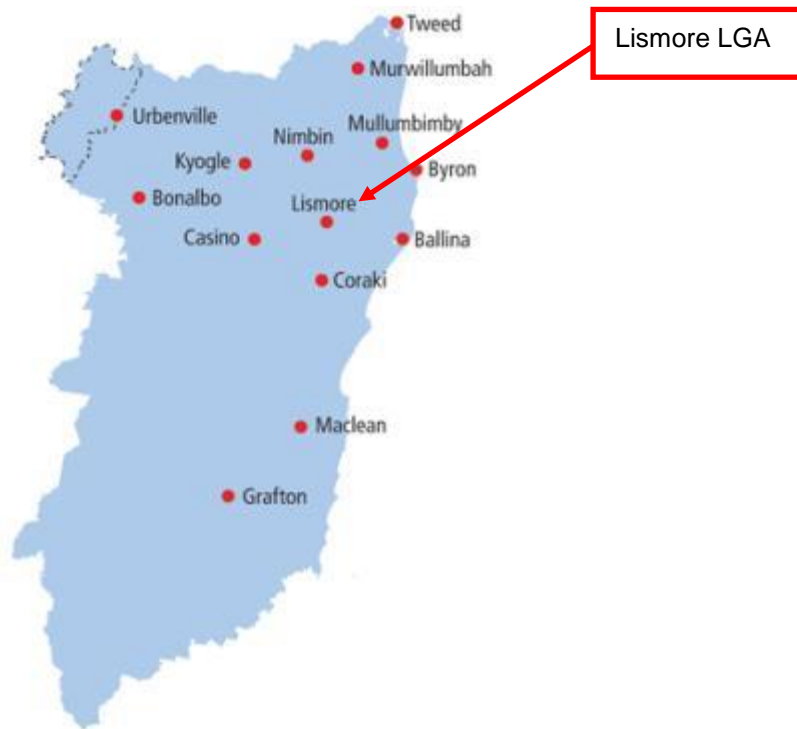 Tweed
Lismore LGA
Murwillumbah
Urbenville
Mullumbimby
Nimbin
Kyogle
Byron
Bonalbo
Lismore
Casino
Ballina
Coraki
Maclean
Grafton